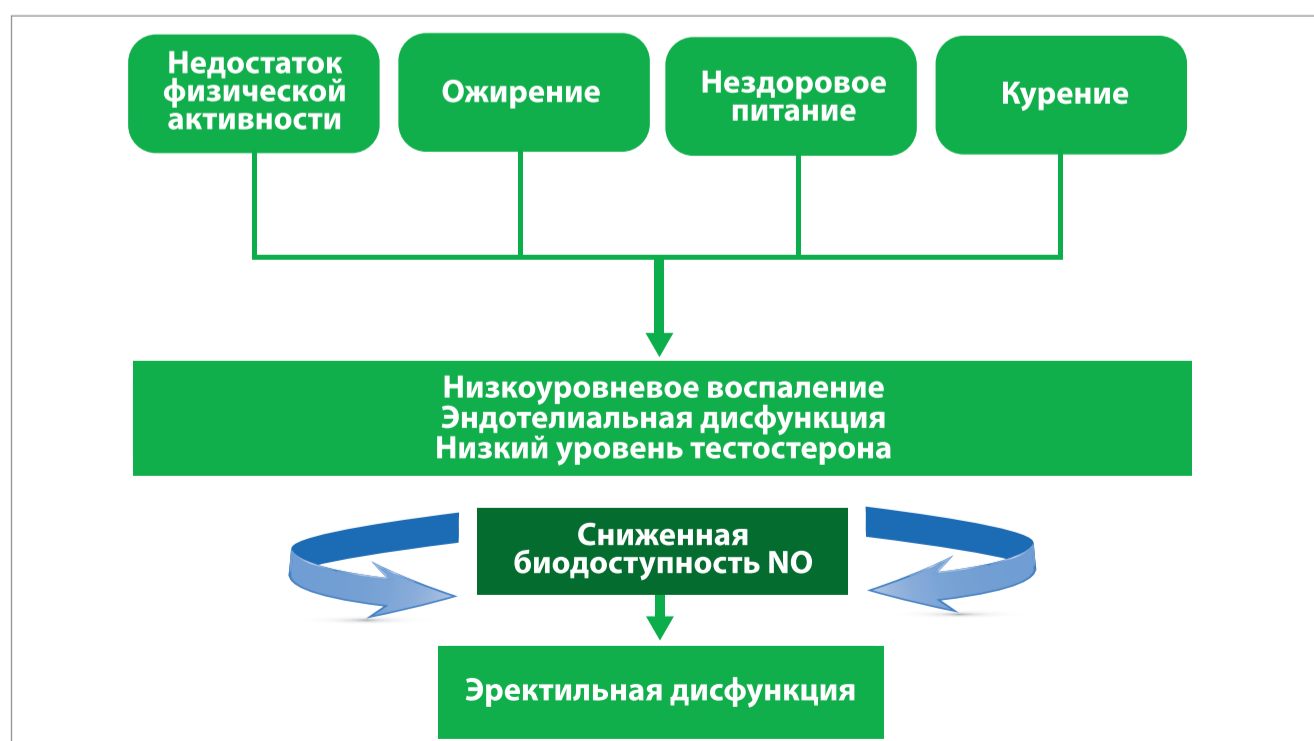 Недостаток
физической
активности
Ожирение
Нездоровое
питание
Курение
Низкоуровневое воспаление
Эндотелиальная дисфункция
Низкий уровень тестостерона
Сниженная
биодоступность NO
Эректильная дисфункция